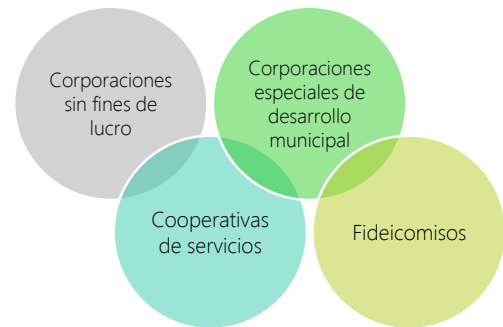 Corporaciones
sin fines de
lucro
Corporaciones
especiales de
desarrollo
municipal
Cooperativas
de servicios
Fideicomisos